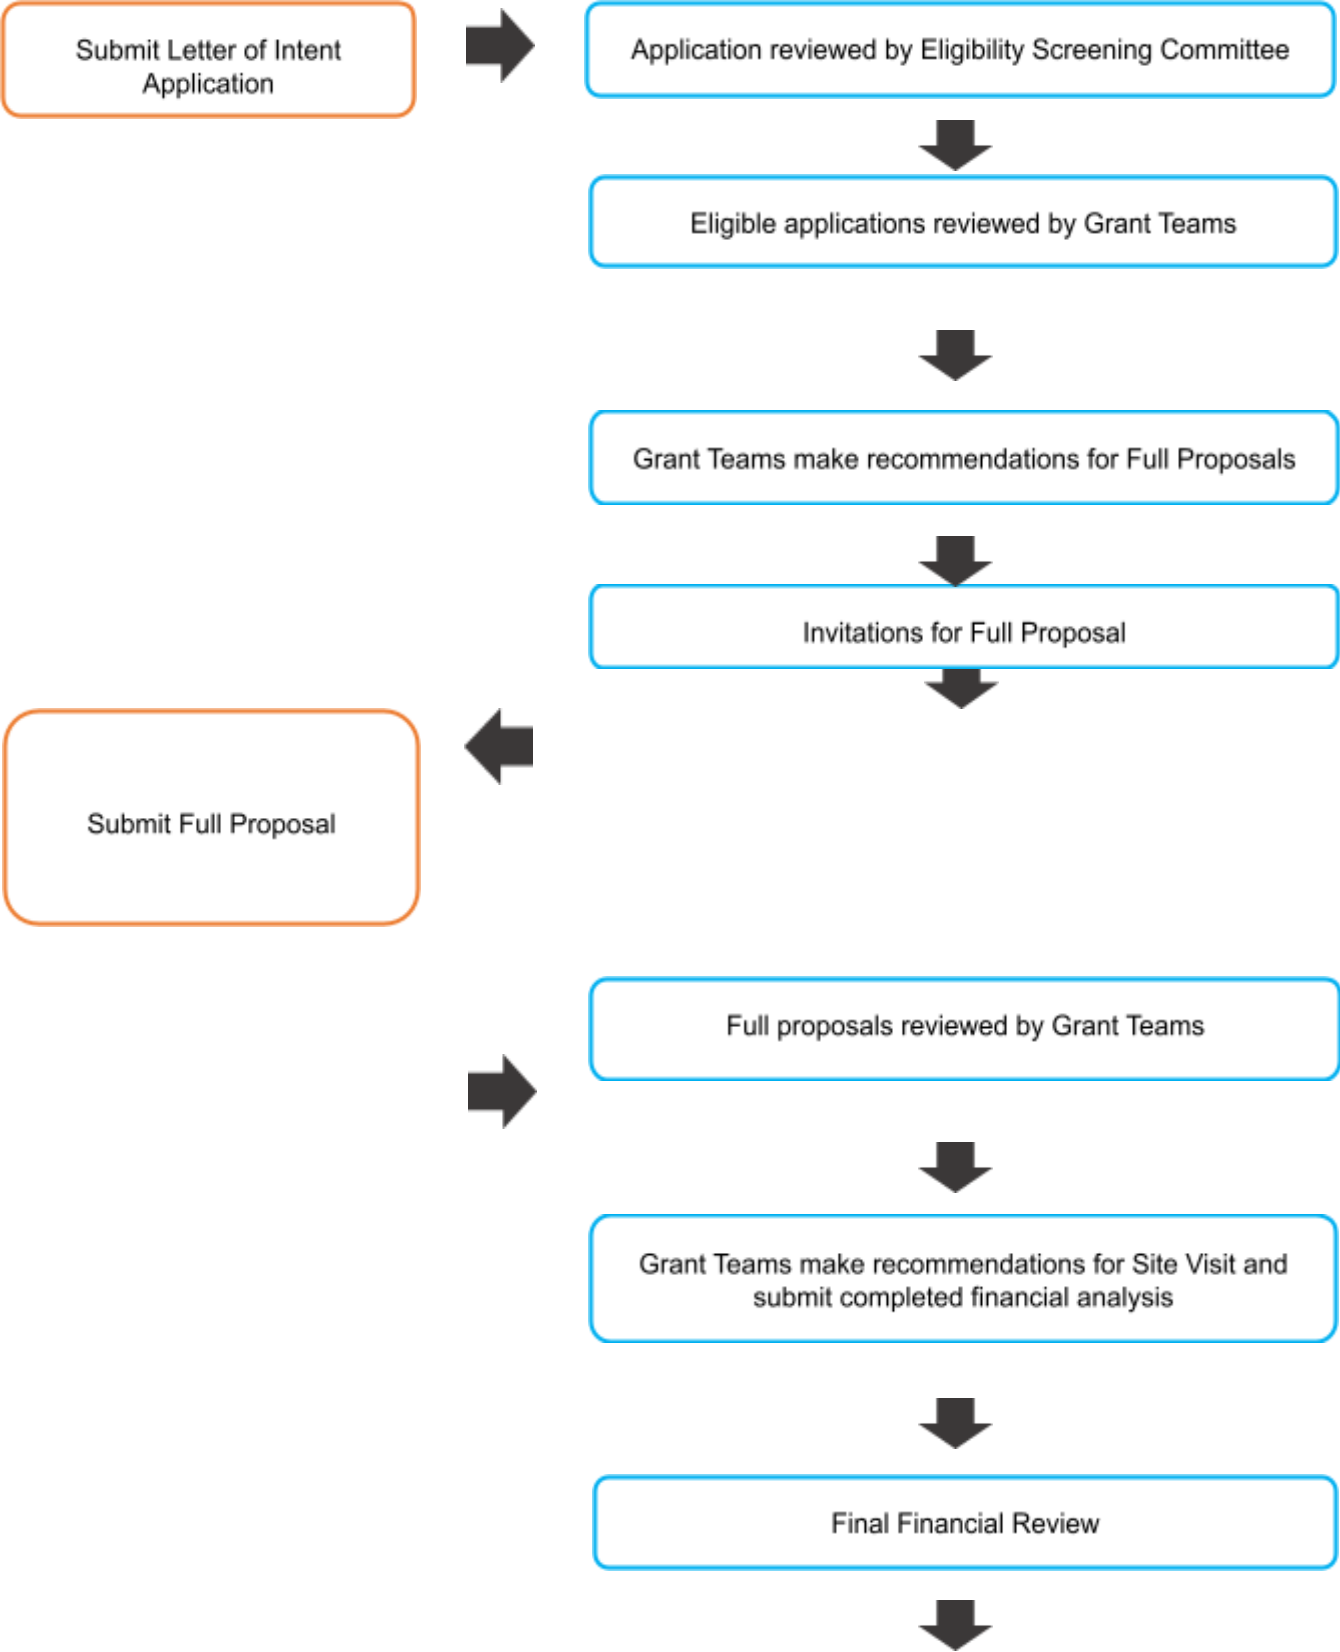 Submit Letter of Intent
Application
Application reviewed by Eligibility Screening Committee
Eligible applications reviewed by Grant Teams
Grant Teams make recommendations for Full Proposals
Invitations for Full Proposal
Submit Full Proposal
Full proposals reviewed by Grant Teams
Grant Teams make recommendations for Site Visit and
submit completed financial analysis
Final Financial Review